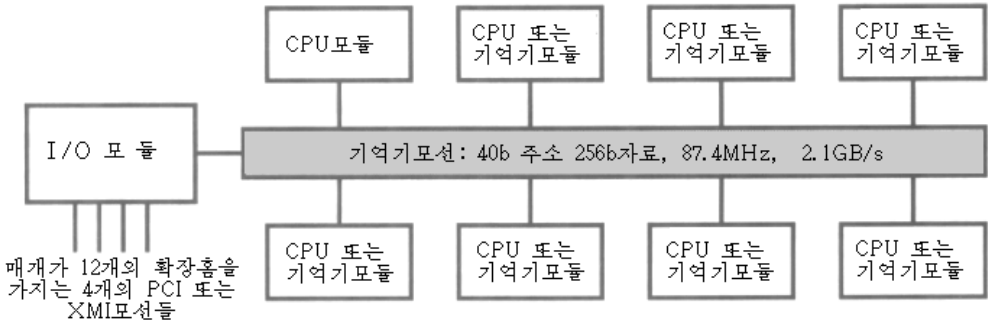 CPU모듈
CPU 또는
기억기모듈
CPU 또는
기억기모듈
CPU 또는
기억기모듈
I/O 모듈
기억기모선: 40b 주소 256b자료, 87.4MHz, 2.1GB/s
CPU 또는
기억기모듈
CPU 또는
기억기모듈
CPU 또는
기억기모듈
CPU 또는
기억기모듈
매개가 12개의 확장홈을
가지는 4개의 PCI 또는
XMI모선들